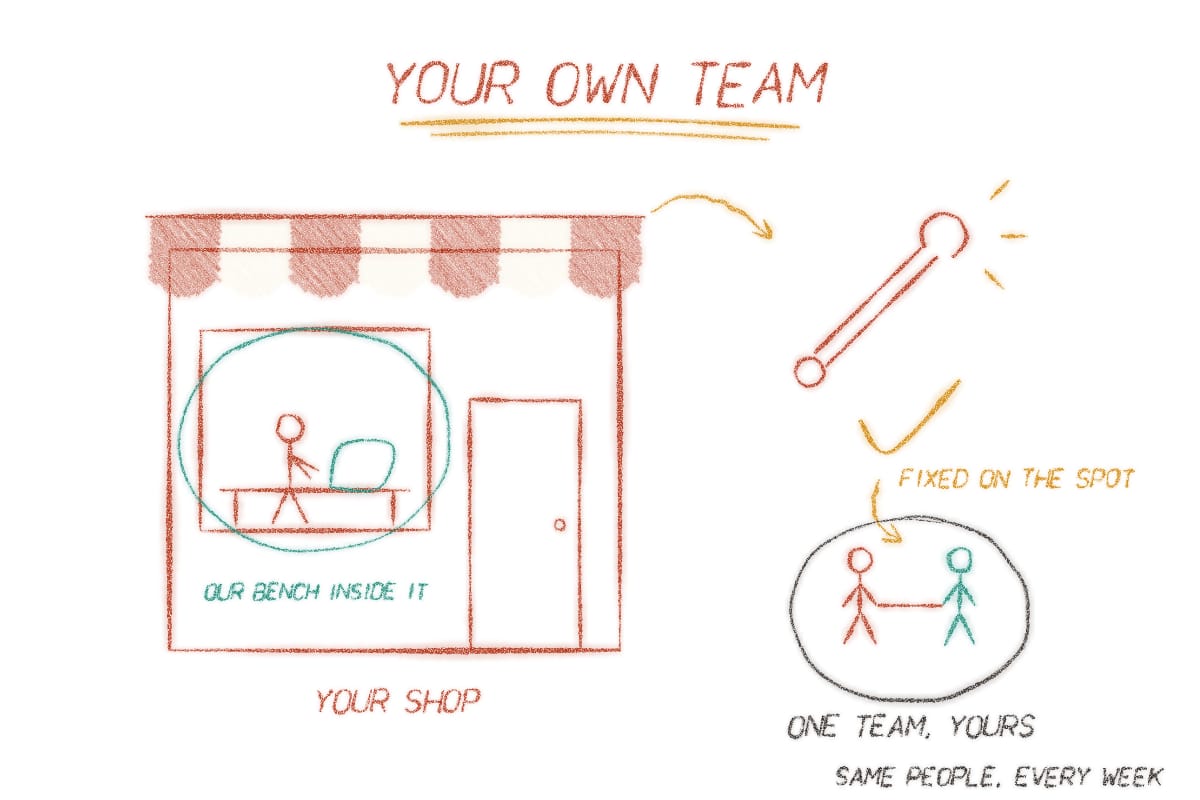 YOUR OWN TEAM
FIXED ON THE SPOT
OUR BENCH INSIDE IT
YOUR SHOP
ONE TEAM, YOURS
SAME PEOPLE, EVERY WEEK